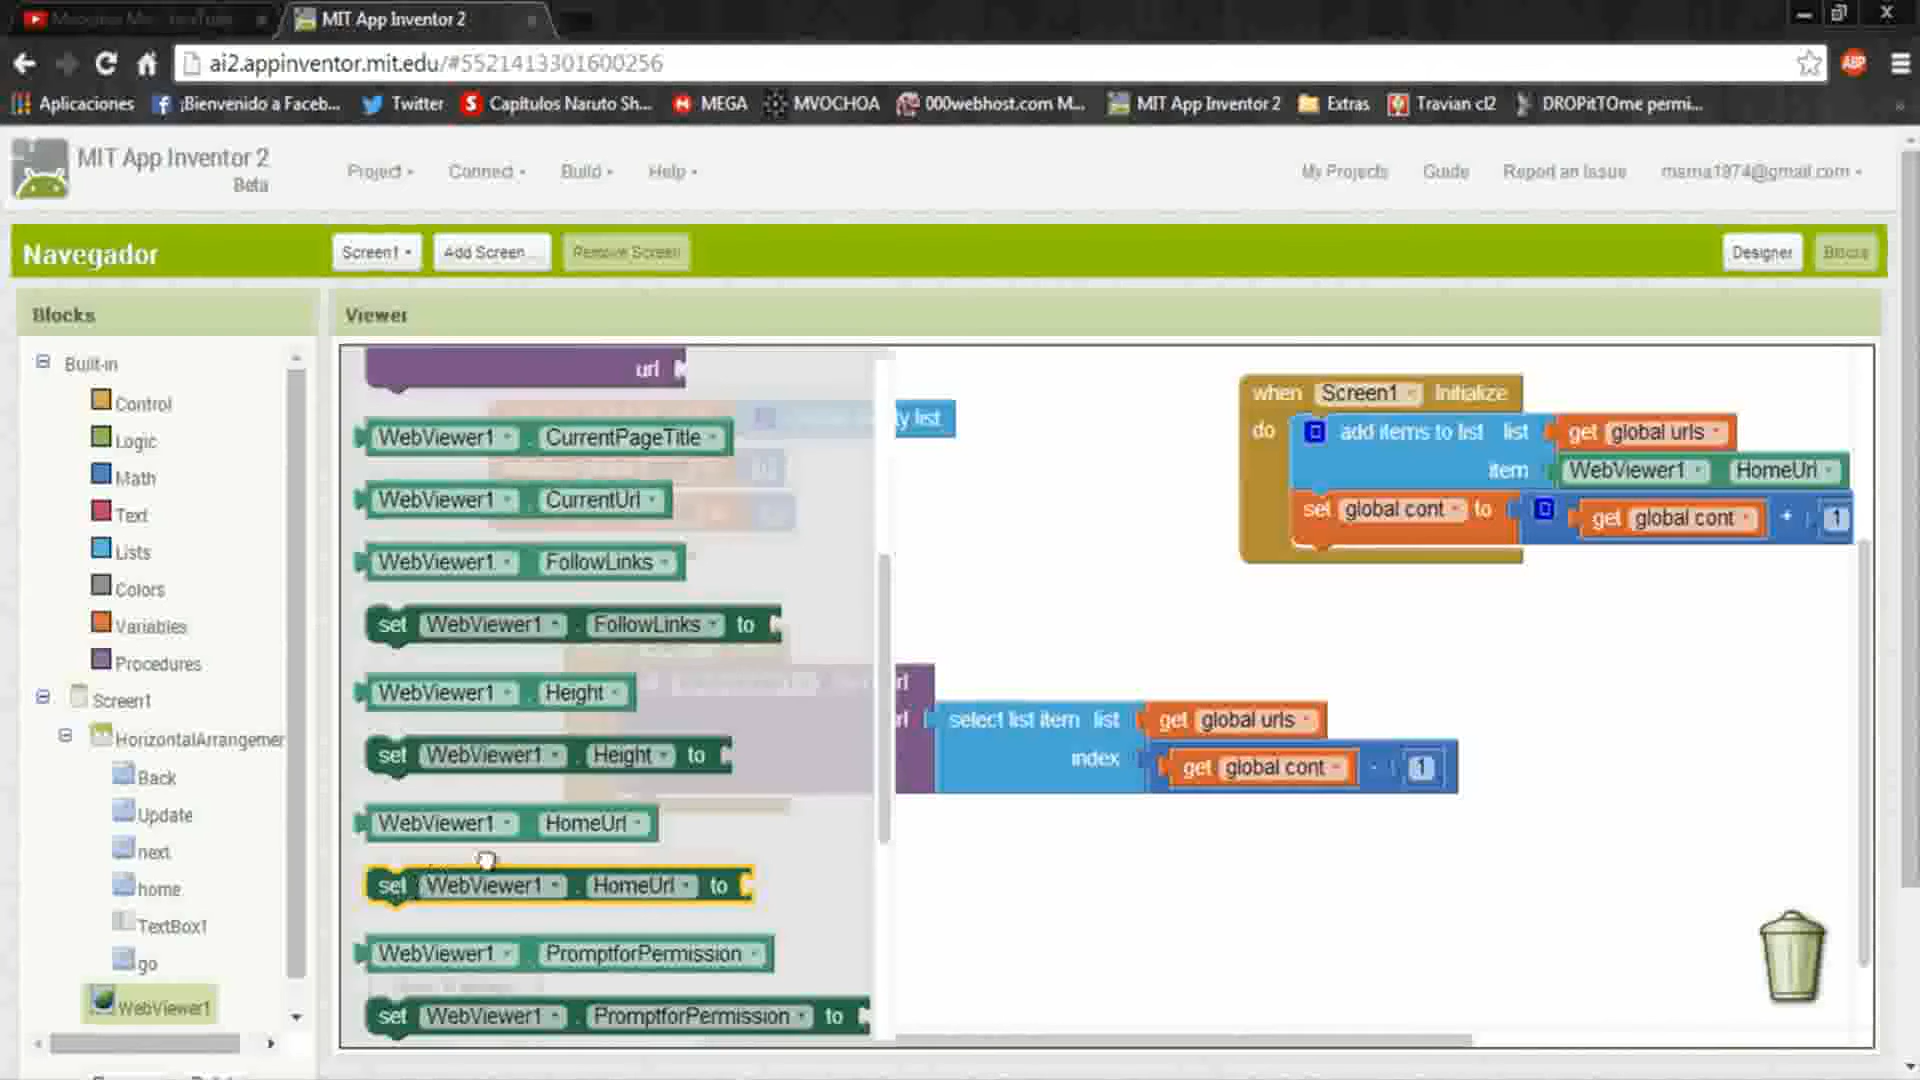 MIT App Inventor 2
ai2.appinventor.mit.edu/#5521413301600256
Aplicaciones
¡Bienvenido a Faceb...
Twitter
Capitulos Naruto Sh...
MEGA
MVOCHOA
000webhost.com M...
MIT App Inventor 2
Extras
Travian cl2
DROPitTOme permi...
ABP
MIT App Inventor 2
Beta
Project
Connect
Build
Help
My Projects
Guide
Report an Issue
Navegador
Screen1
Add Screen ...
Remove Screen
Designer
Blocks
Blocks
Viewer
Built-in
Control
Logic
Math
Text
Lists
Colors
Variables
Procedures
Screen1
HorizontalArrangemer
Back
Update
next
home
TextBox1
go
WebViewer1
url
WebViewer1 . CurrentPageTitle
WebViewer1 . CurrentUrl
WebViewer1 . FollowLinks
set WebViewer1 . FollowLinks to
WebViewer1 . Height
set WebViewer1 . Height to
WebViewer1 . HomeUrl
set WebViewer1 . HomeUrl to
WebViewer1 . PromptforPermission
set WebViewer1 . PromptforPermission to
ty list
when Screen1 . Initialize
do add items to list list get global urls
item WebViewer1 . HomeUrl
set global cont to get global cont + 1
rl
rl select list item list get global urls
index get global cont - 1